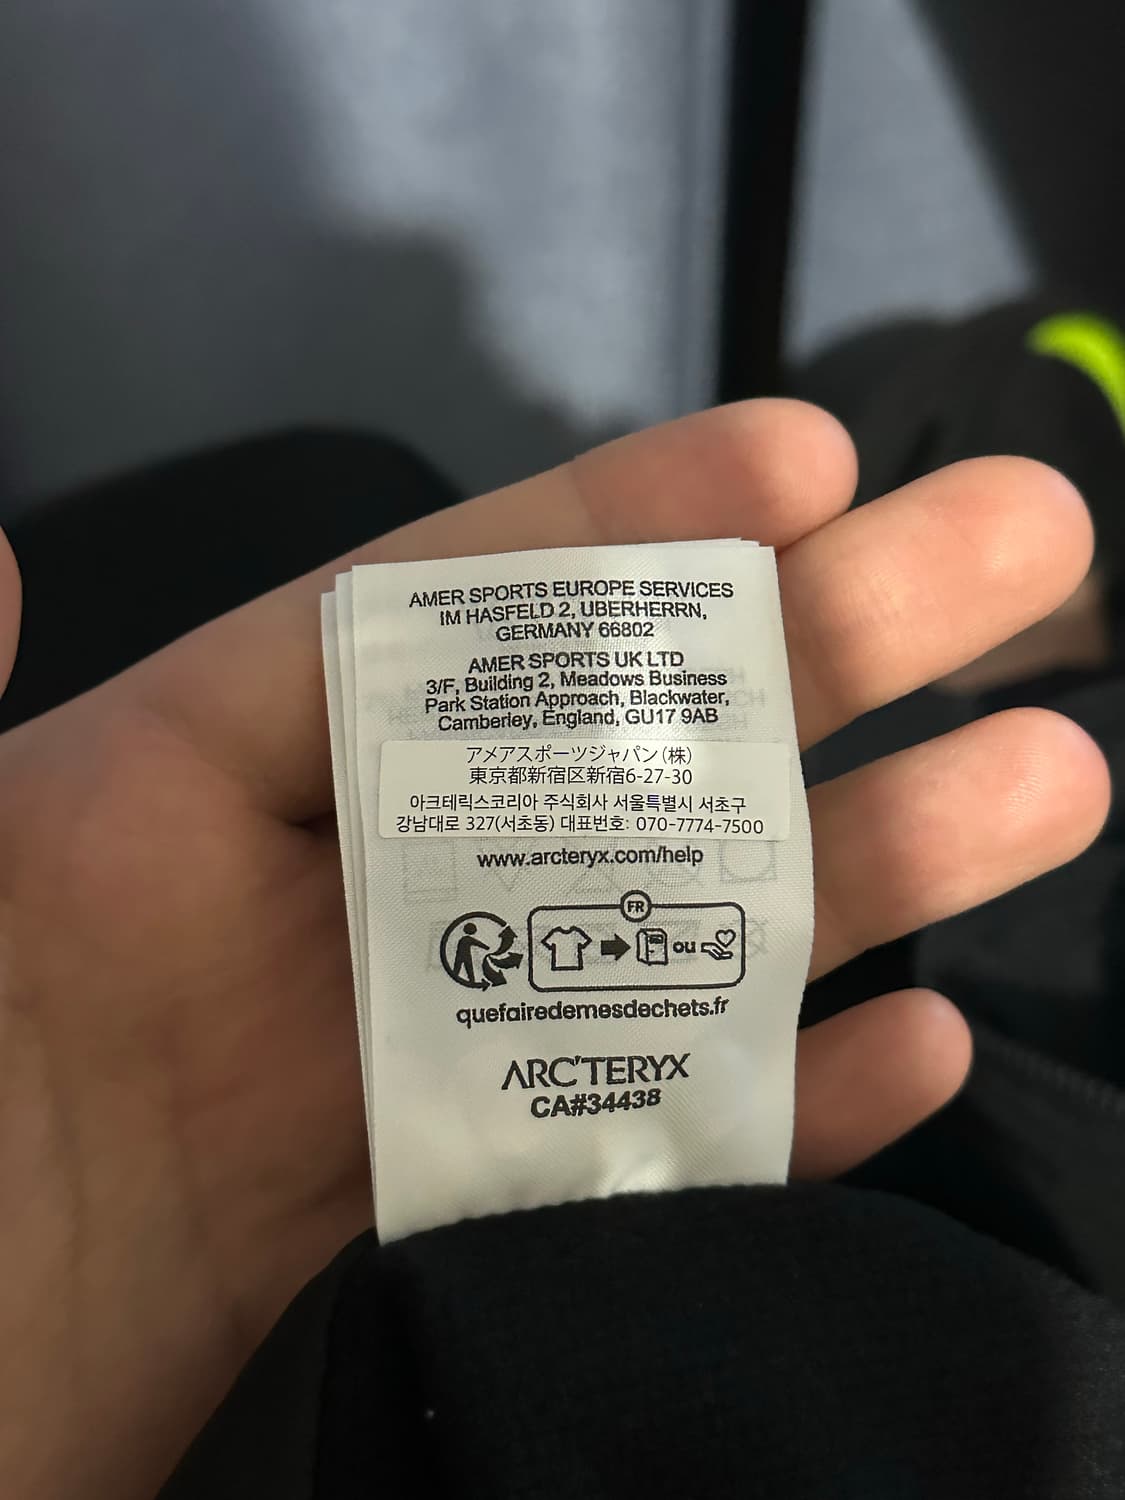 AMER SPORTS EUROPE SERVICES
IM HASFELD 2, UBERHERRN,
GERMANY 66802
AMER SPORTS UK LTD
3/F, Building 2, Meadows Business
Park Station Approach, Blackwater,
Camberley, England, GU17 9AB
アメアスポーツジャパン(株)
東京都新宿区新宿6-27-30
아크테릭스코리아 주식회사 서울특별시 서초구
강남대로 327(서초동) 대표번호: 070-7774-7500
www.arcteryx.com/help
FR
ou
quefairedemesdechets.fr
ARC'TERYX
CA#34438